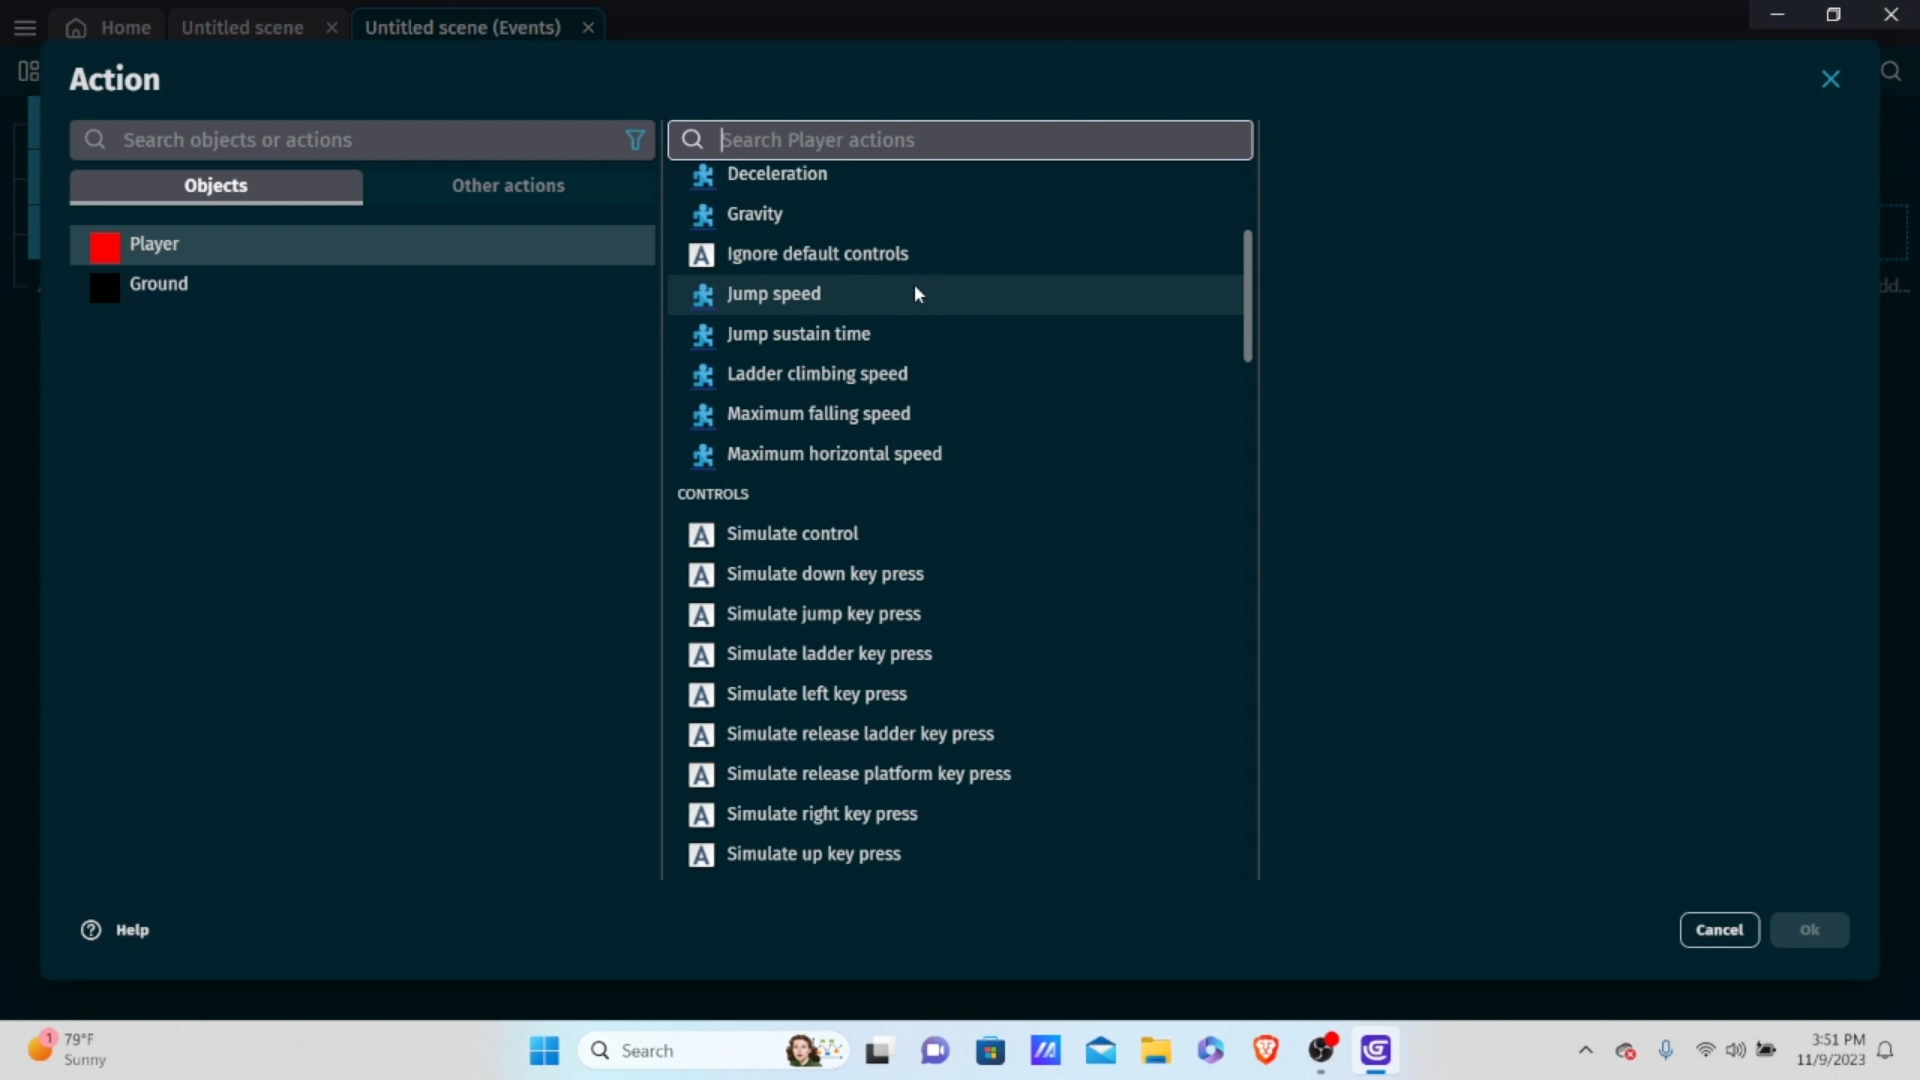 Home
Untitled scene
Untitled scene (Events)
Action
Search objects or actions
Search Player actions
Objects
Other actions
Player
Ground
Deceleration
Gravity
Ignore default controls
Jump speed
Jump sustain time
Ladder climbing speed
Maximum falling speed
Maximum horizontal speed
CONTROLS
Simulate control
Simulate down key press
Simulate jump key press
Simulate ladder key press
Simulate left key press
Simulate release ladder key press
Simulate release platform key press
Simulate right key press
Simulate up key press
dd...
Help
Cancel
Ok
1
79°F
Sunny
Search
3:51 PM
11/9/2023